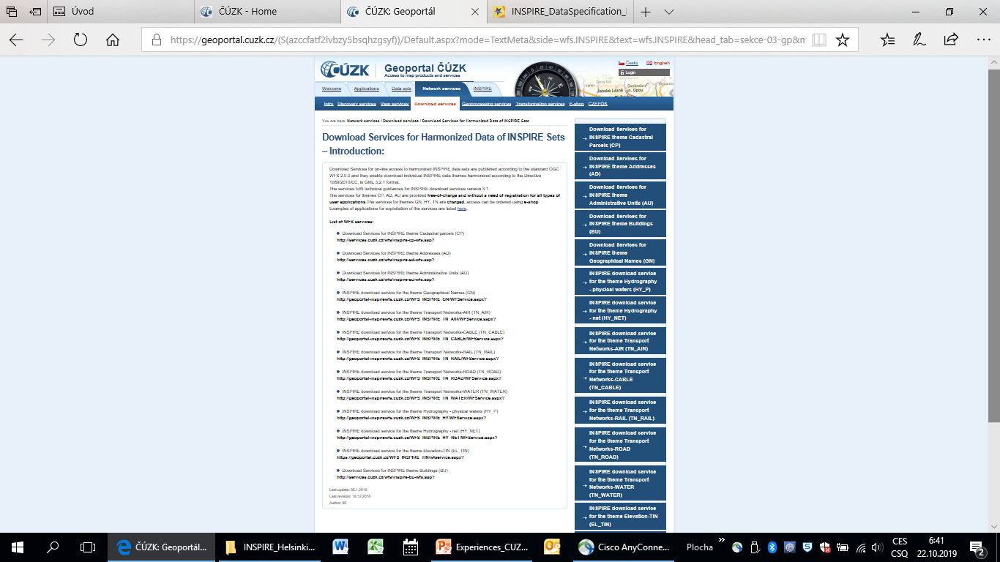 Úvod
ČÚZK - Home
ČÚZK: Geoportál
INSPIRE_DataSpecification_
https://geoportal.cuzk.cz/(S(azccfatf2lvbzy5bsqhzgsyf))/Default.aspx?mode=TextMeta&side=wfs.INSPIRE&text=wfs.INSPIRE&head_tab=sekce-03-gp&m
ČÚZK
Geoportal ČÚZK
Access to map products and services
Česky English
Login
Janské Lázně
Svoboda n. Úpou
Welcome Applications Data sets Network services INSPIRE
Intro Discovery services View services Download services Geoprocessing services Transformation services E-shop CZEPOS
You are here: Network services / Download services / Download Services for Harmonized Data of INSPIRE Sets
Download Services for Harmonized Data of INSPIRE Sets
– Introduction:
Download Services for on-line access to harmonized INSPIRE data sets are published according to the standard OGC
WFS 2.0.0 and they enable download individual INSPIRE data themes harmonized according to the Directive
1089/2010/EC, in GML 3.2.1 format.
The services fulfil technical guidances for INSPIRE download services version 3.1.
The services for themes CP, AD, AU are provided free-of-charge and without a need of registration for all types of
user applications.The services for themes GN, HY, TN are charged, access can be ordered using e-shop.
Examples of applications for exploitation of the services are listed here.
List of WFS services:
Download Services for INSPIRE theme Cadastral parcels (CP)
http://services.cuzk.cz/wfs/inspire-cp-wfs.asp?
Download Services for INSPIRE theme Addresses (AD)
http://services.cuzk.cz/wfs/inspire-ad-wfs.asp?
Download Services for INSPIRE theme Administrative Units (AU)
http://services.cuzk.cz/wfs/inspire-au-wfs.asp?
INSPIRE download service for the theme Geographical Names (GN)
http://geoportal-inspirewfs.cuzk.cz/WFS_INSPIRE_GN/WFService.aspx?
INSPIRE download service for the theme Transport Networks-AIR (TN_AIR)
http://geoportal-inspirewfs.cuzk.cz/WFS_INSPIRE_TN_AIR/WFService.aspx?
INSPIRE download service for the theme Transport Networks-CABLE (TN_CABLE)
http://geoportal-inspirewfs.cuzk.cz/WFS_INSPIRE_TN_CABLE/WFService.aspx?
INSPIRE download service for the theme Transport Networks-RAIL (TN_RAIL)
http://geoportal-inspirewfs.cuzk.cz/WFS_INSPIRE_TN_RAIL/WFService.aspx?
INSPIRE download service for the theme Transport Networks-ROAD (TN_ROAD)
http://geoportal-inspirewfs.cuzk.cz/WFS_INSPIRE_TN_ROAD/WFService.aspx?
INSPIRE download service for the theme Transport Networks-WATER (TN_WATER)
http://geoportal-inspirewfs.cuzk.cz/WFS_INSPIRE_TN_WATER/WFService.aspx?
INSPIRE download service for the theme Hydrography - physical waters (HY_P)
http://geoportal-inspirewfs.cuzk.cz/WFS_INSPIRE_HY/WFService.aspx?
INSPIRE download service for the theme Hydrography - net (HY_NET)
http://geoportal-inspirewfs.cuzk.cz/WFS_INSPIRE_HY_NET/WFService.aspx?
INSPIRE download service for the theme Elevation-TIN (EL_TIN)
https://geoportal.cuzk.cz/WFS_INSPIRE_TIN/wfservice.aspx?
Download Services for INSPIRE theme Buildings (BU)
http://services.cuzk.cz/wfs/inspire-bu-wfs.asp?
Last update: 05.1.2018
Last revision: 18.12.2018
Author: 95
Download Services for
INSPIRE theme Cadastral
Parcels (CP)
Download Services for
INSPIRE theme Addresses
(AD)
Download Services for
INSPIRE theme
Administrative Units (AU)
Download Services for
INSPIRE theme Buildings
(BU)
Download Services for
INSPIRE theme
Geographical Names (GN)
INSPIRE download service
for the theme Hydrography
- physical waters (HY_P)
INSPIRE download service
for the theme Hydrography
- net (HY_NET)
INSPIRE download service
for the theme Transport
Networks-AIR (TN_AIR)
INSPIRE download service
for the theme Transport
Networks-CABLE
(TN_CABLE)
INSPIRE download service
for the theme Transport
Networks-RAIL (TN_RAIL)
INSPIRE download service
for the theme Transport
Networks-ROAD
(TN_ROAD)
INSPIRE download service
for the theme Transport
Networks-WATER
(TN_WATER)
INSPIRE download service
for the theme Elevation-TIN
(EL_TIN)
ČÚZK: Geoportál...
INSPIRE_Helsinki...
Experiences_CUZ...
Cisco AnyConne...
Plocha
CES
CSQ
6:41
22.10.2019
2